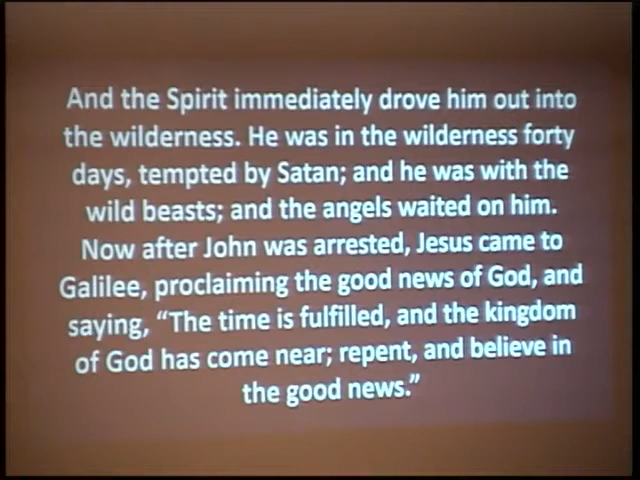 And the Spirit immediately drove him out into
the wilderness. He was in the wilderness forty
days, tempted by Satan; and he was with the
wild beasts; and the angels waited on him.
Now after John was arrested, Jesus came to
Galilee, proclaiming the good news of God, and
saying, “The time is fulfilled, and the kingdom
of God has come near; repent, and believe in
the good news.”